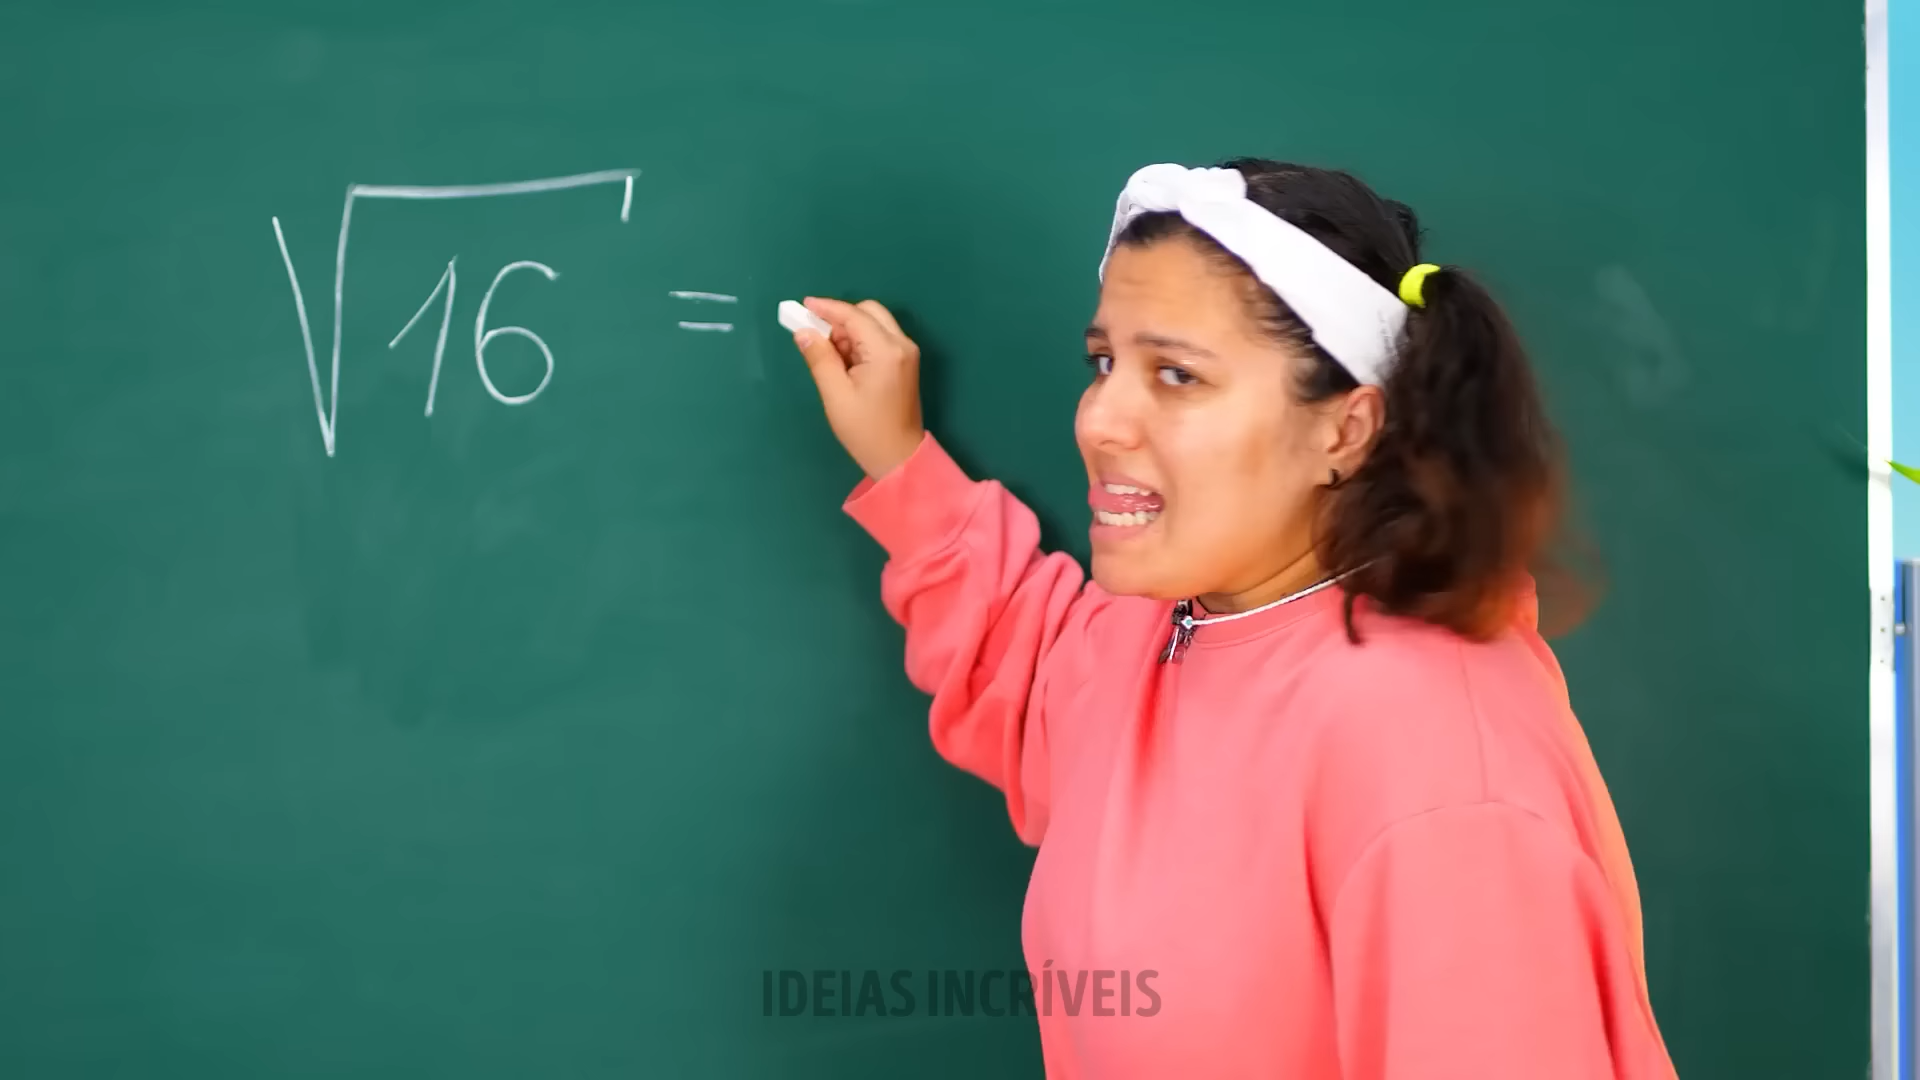 √16 =
IDEIAS INCRÍVEIS